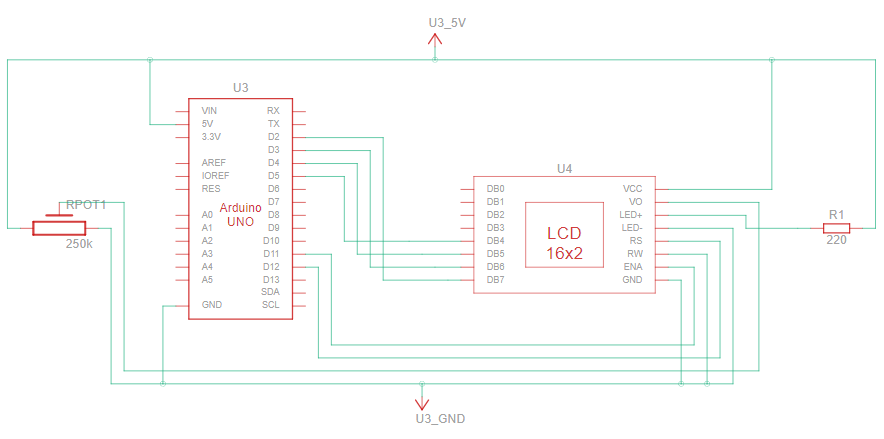 U3_5V
U3
VIN RX
5V TX
3.3V D2
D3
AREF D4
IOREF D5
RES D6
D7
A0 D8
A1 D9
A2 D10
A3 D11
A4 D12
A5 D13
SDA
GND SCL
Arduino
UNO
RPOT1
250k
U4
DB0 VCC
DB1 VO
DB2 LED+
DB3 LED-
DB4 RS
DB5 RW
DB6 ENA
DB7 GND
LCD
16x2
R1
220
U3_GND